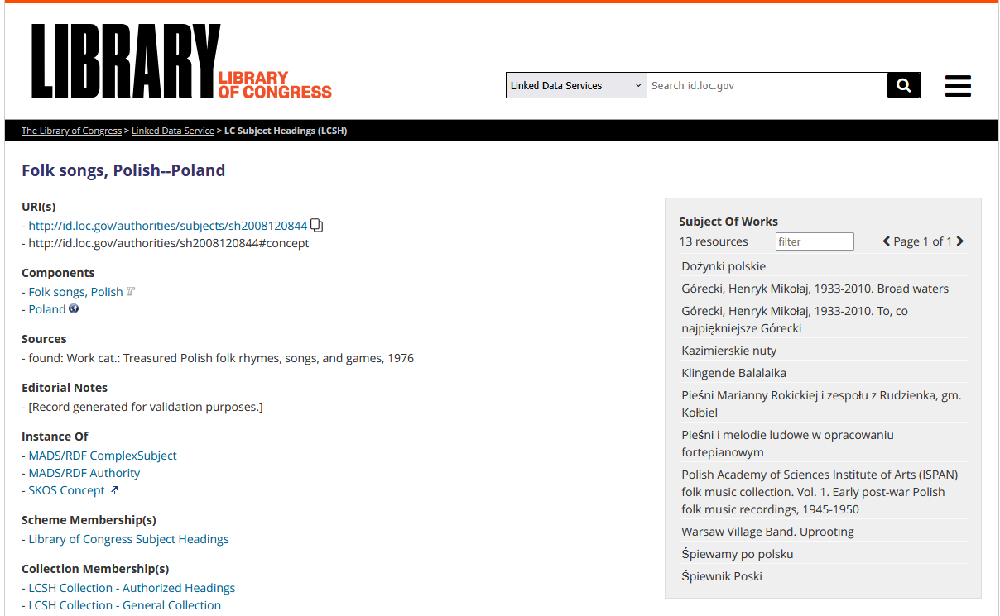 LIBRARY
LIBRARY
OF CONGRESS
Linked Data Services
Search id.loc.gov
The Library of Congress > Linked Data Service > LC Subject Headings (LCSH)
Folk songs, Polish--Poland
URI(s)
- http://id.loc.gov/authorities/subjects/sh2008120844
- http://id.loc.gov/authorities/sh2008120844#concept
Components
- Folk songs, Polish
- Poland
Sources
- found: Work cat.: Treasured Polish folk rhymes, songs, and games, 1976
Editorial Notes
- [Record generated for validation purposes.]
Instance Of
- MADS/RDF ComplexSubject
- MADS/RDF Authority
- SKOS Concept
Scheme Membership(s)
- Library of Congress Subject Headings
Collection Membership(s)
- LCSH Collection - Authorized Headings
- LCSH Collection - General Collection
Subject Of Works
13 resources filter Page 1 of 1
Dożynki polskie
Górecki, Henryk Mikołaj, 1933-2010. Broad waters
Górecki, Henryk Mikołaj, 1933-2010. To, co
najpiękniejsze Górecki
Kazimierskie nuty
Klingende Balalaika
Pieśni Marianny Rokickiej i zespołu z Rudzienka, gm.
Kołbiel
Pieśni i melodie ludowe w opracowaniu
fortepianowym
Polish Academy of Sciences Institute of Arts (ISPAN)
folk music collection. Vol. 1. Early post-war Polish
folk music recordings, 1945-1950
Warsaw Village Band. Uprooting
Śpiewamy po polsku
Śpiewnik Poski